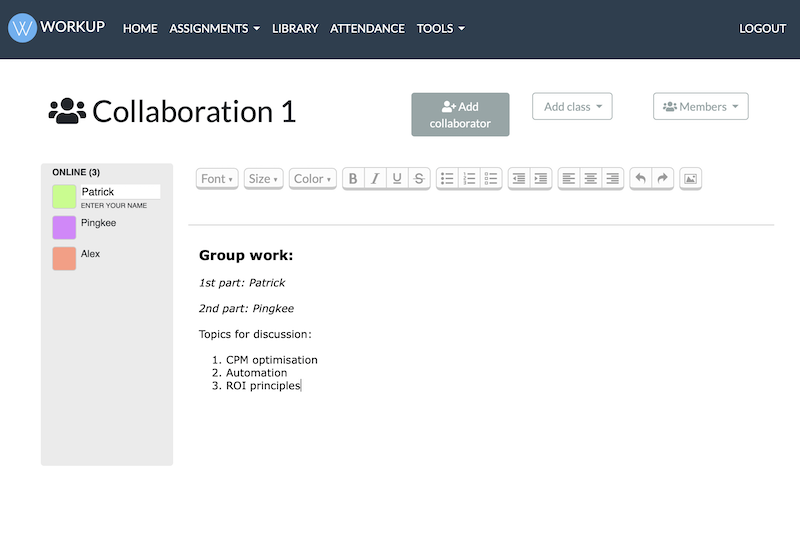 W WORKUP HOME ASSIGNMENTS LIBRARY ATTENDANCE TOOLS LOGOUT
Collaboration 1
Add
collaborator
Add class
Members
ONLINE (3)
Patrick
ENTER YOUR NAME
Pingkee
Alex
Font Size Color B I U S
Group work:
1st part: Patrick
2nd part: Pingkee
Topics for discussion:
1. CPM optimisation
2. Automation
3. ROI principles